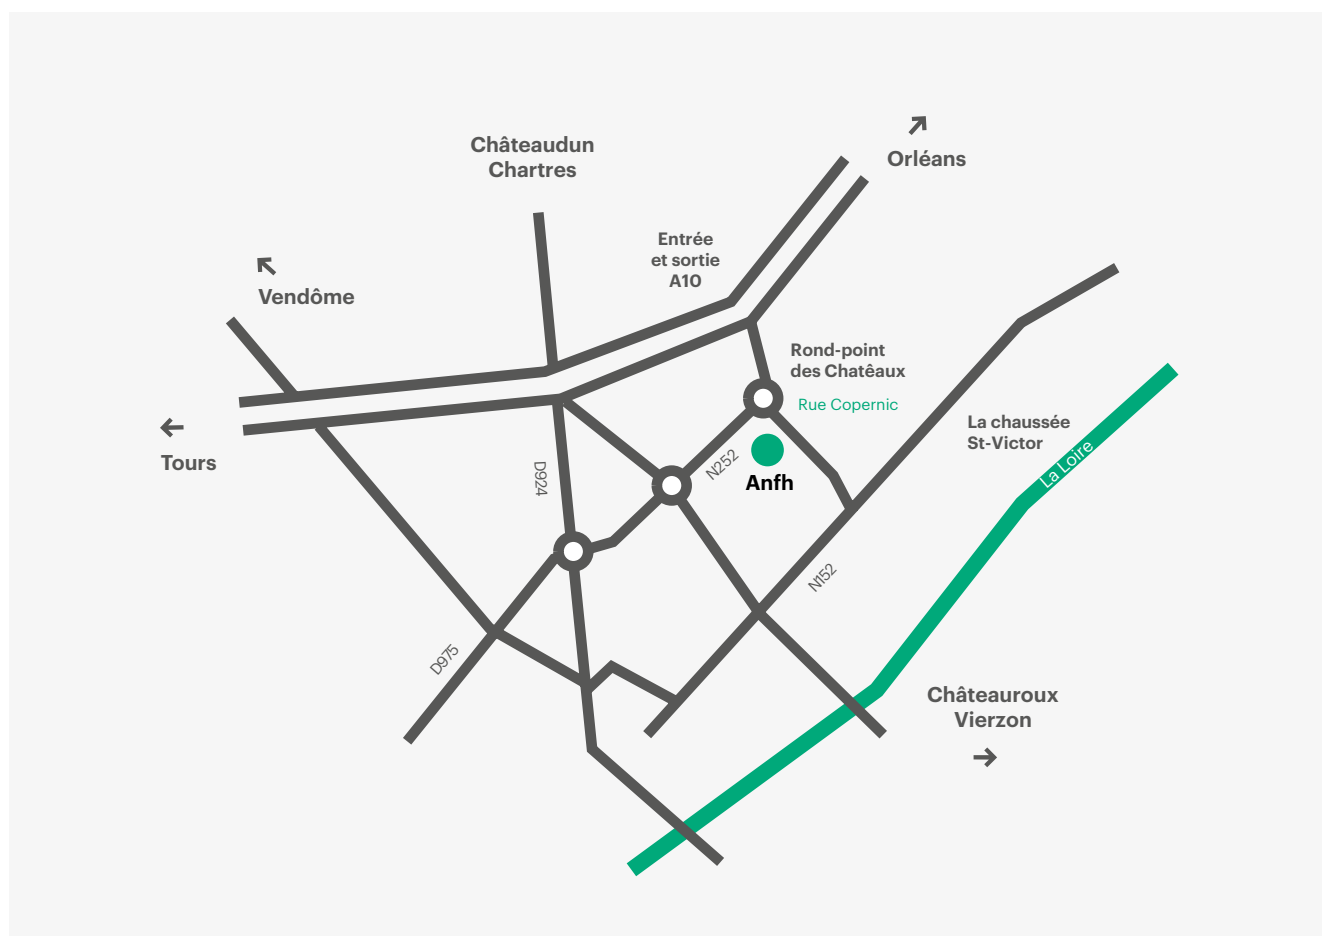 Châteaudun
Chartres
Orléans
Entrée
et sortie
A10
Vendôme
Rond-point
des Chatêaux
Rue Copernic
La chaussée
St-Victor
La Loire
Tours
D924
N252
Anfh
N152
D975
Châteauroux
Vierzon